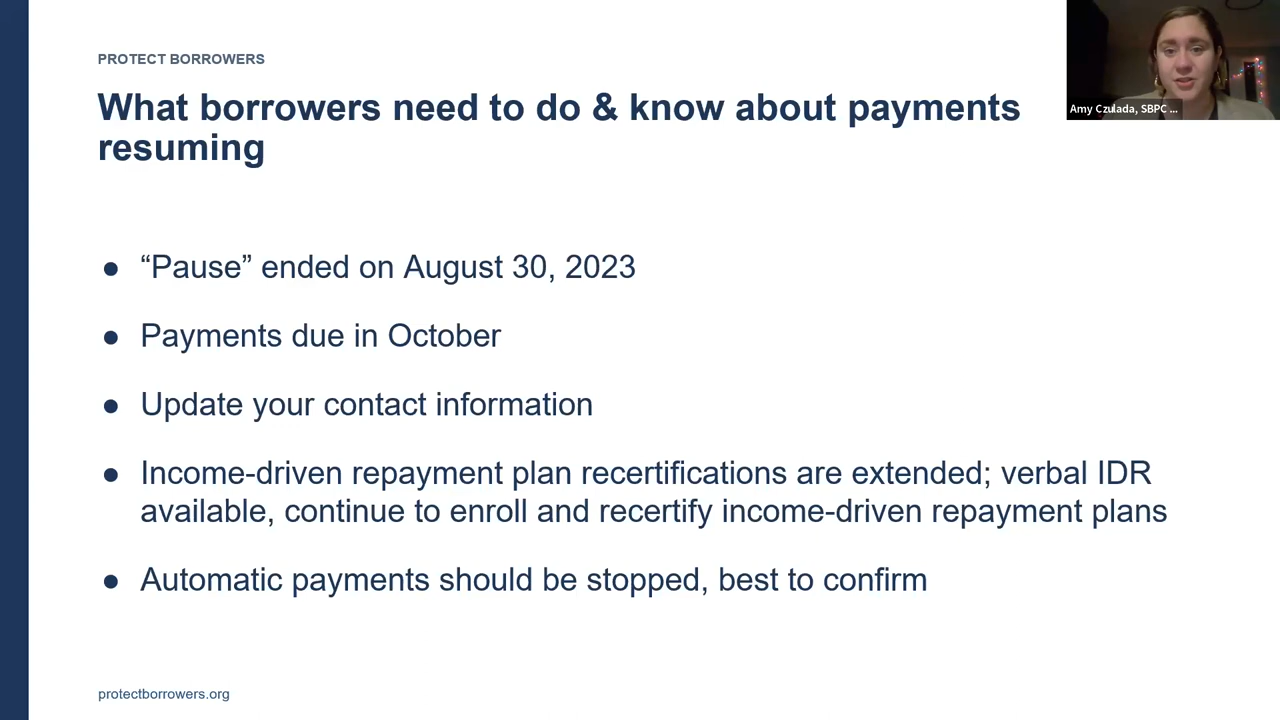 PROTECT BORROWERS
What borrowers need to do & know about payments
resuming
● “Pause” ended on August 30, 2023
● Payments due in October
● Update your contact information
● Income-driven repayment plan recertifications are extended; verbal IDR
available, continue to enroll and recertify income-driven repayment plans
● Automatic payments should be stopped, best to confirm
protectborrowers.org
Amy Czulada, SBPC ...